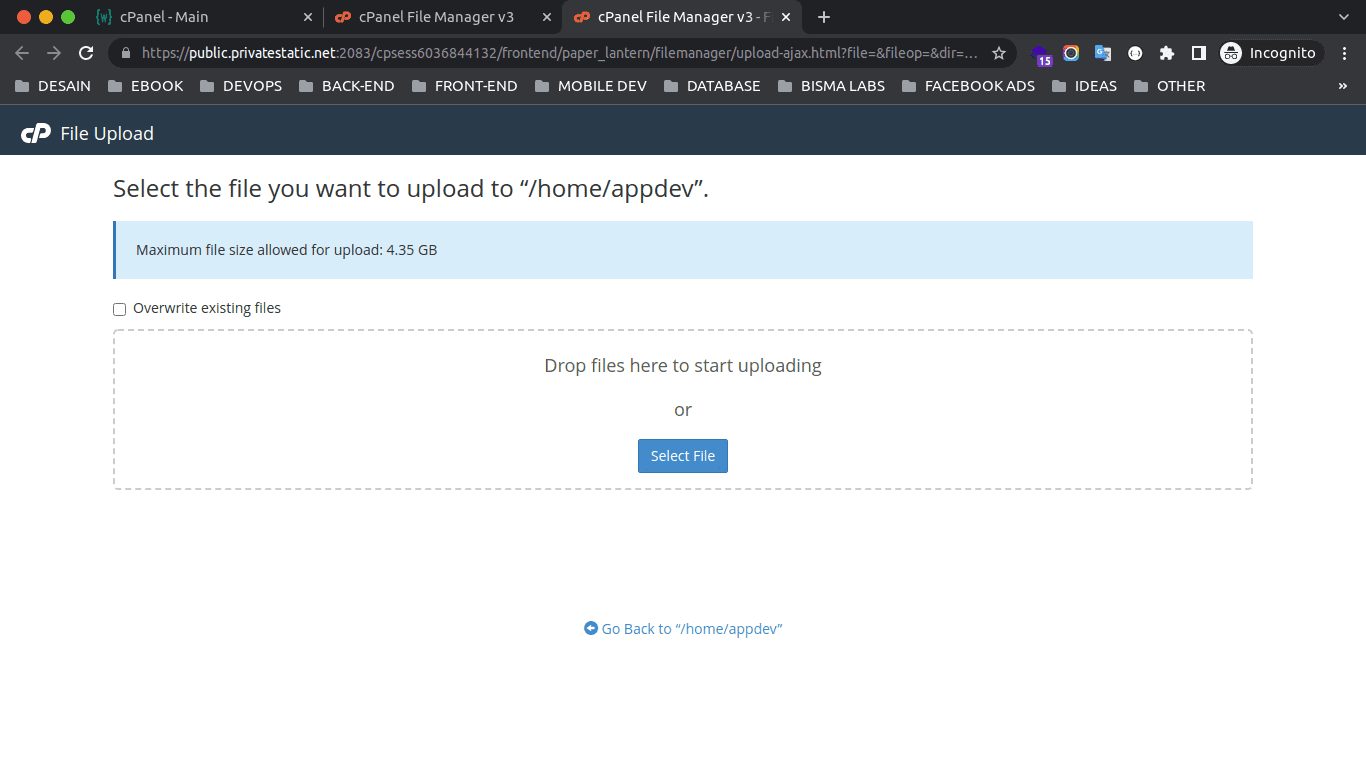 cPanel - Main
cPanel File Manager v3
cPanel File Manager v3 - F
https://public.privatestatic.net:2083/cpsess6036844132/frontend/paper_lantern/filemanager/upload-ajax.html?file=&fileop=&dir=...
15
Incognito
DESAIN
EBOOK
DEVOPS
BACK-END
FRONT-END
MOBILE DEV
DATABASE
BISMA LABS
FACEBOOK ADS
IDEAS
OTHER
»
cP File Upload
Select the file you want to upload to “/home/appdev”.
Maximum file size allowed for upload: 4.35 GB
Overwrite existing files
Drop files here to start uploading
or
Select File
Go Back to “/home/appdev”